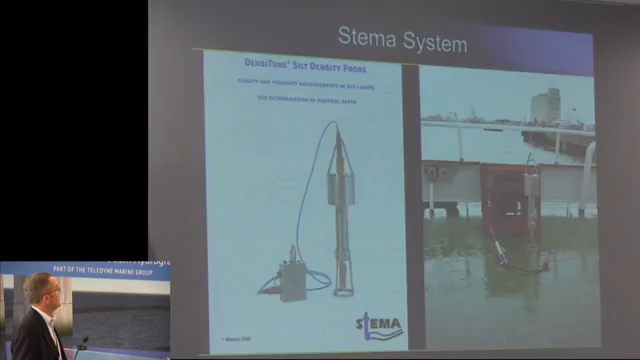 Stema System
DENSITUNE® SILT DENSITY PROBE
DENSITY AND VISCOSITY MEASUREMENTS IN SILT LAYERS
FOR DETERMINATION OF NAUTICAL DEPTH
STEMA
PART OF THE TELEDYNE MARINE GROUP